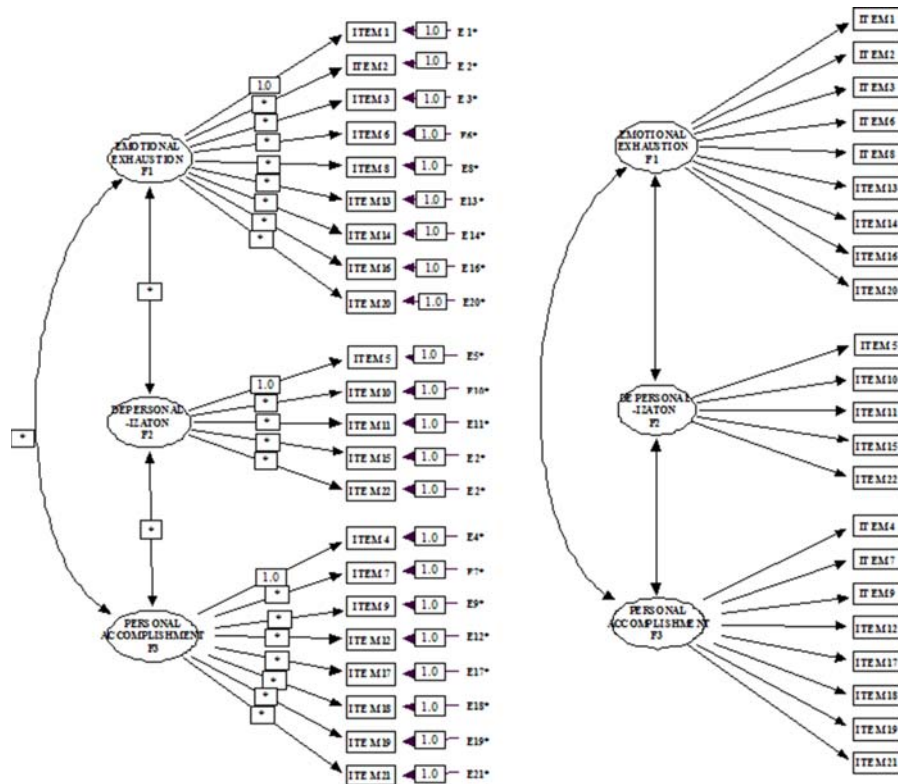 ITEM 1 1.0 E 1*
ITEM 2 1.0 E 2*
1.0
*
ITEM 3 1.0 E 3*
*
ITEM 6 1.0 E6*
*
EMOTIONAL
EXHAUSTION
F1
*
ITEM 8 1.0 E8*
*
ITEM 13 1.0 E13*
*
ITEM 14 1.0 E14*
*
*
ITEM 16 1.0 E16*
ITEM 20 1.0 E20*
*
ITEM 5 1.0 E5*
1.0
ITEM 10 1.0 E10*
*
DEPERSONAL
-IZATON
F2
*
ITEM 11 1.0 E11*
*
ITEM 15 1.0 E2*
*
ITEM 22 1.0 E2*
*
*
ITEM 4 1.0 E4*
1.0
ITEM 7 1.0 F7*
*
ITEM 9 1.0 E9*
*
PERSONAL
ACCOMPLISHMENT
F3
*
ITEM 12 1.0 E12*
*
ITEM 17 1.0 E17*
*
ITEM 18 1.0 E18*
*
*
ITEM 19 1.0 E19*
ITEM 21 1.0 E21*
ITEM 1
ITEM 2
ITEM 3
ITEM 6
EMOTIONAL
EXHAUSTION
F1
ITEM 8
ITEM 13
ITEM 14
ITEM 16
ITEM 20
ITEM 5
ITEM 10
DEPERSONAL
-IZATON
F2
ITEM 11
ITEM 15
ITEM 22
ITEM 4
ITEM 7
ITEM 9
PERSONAL
ACCOMPLISHMENT
F3
ITEM 12
ITEM 17
ITEM 18
ITEM 19
ITEM 21